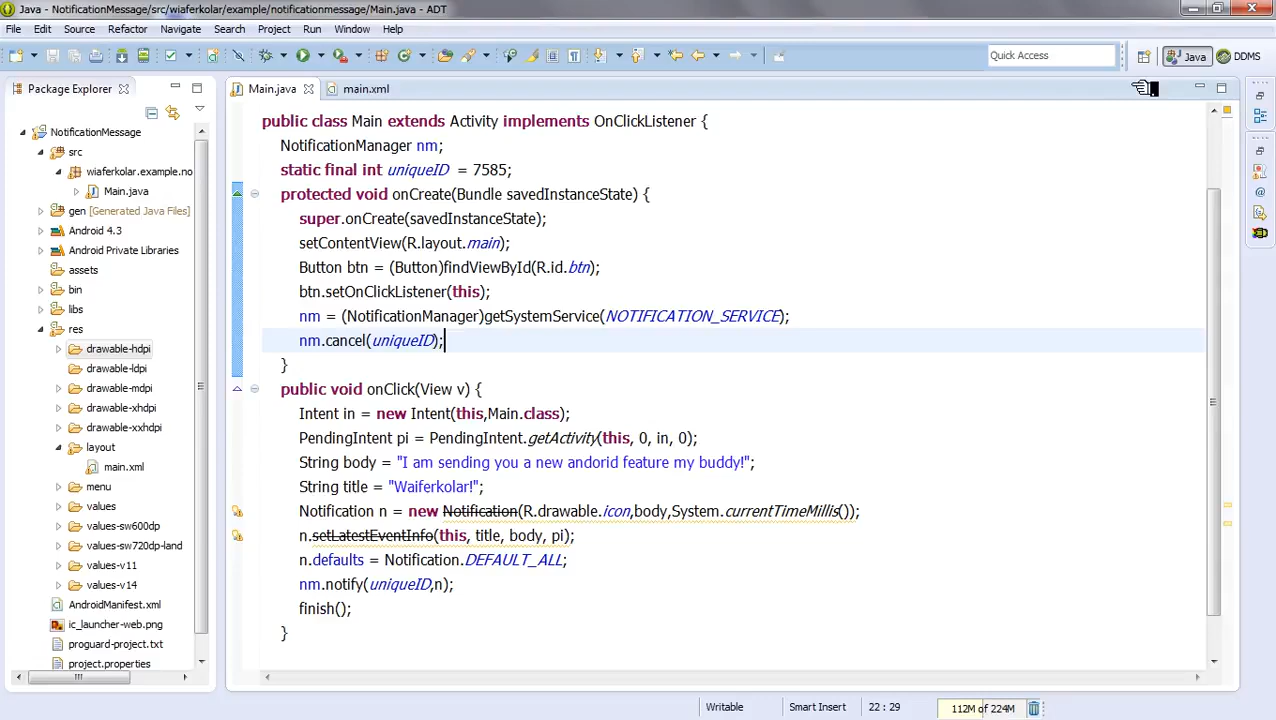 Java - NotificationMessage/src/wiaferkolar/example/notificationmessage/Main.java - ADT
File Edit Source Refactor Navigate Search Project Run Window Help
Quick Access
Java
DDMS
Package Explorer
Main.java
main.xml
NotificationMessage
src
wiaferkolar.example.no
Main.java
gen [Generated Java Files]
Android 4.3
Android Private Libraries
assets
bin
libs
res
drawable-hdpi
drawable-ldpi
drawable-mdpi
drawable-xhdpi
drawable-xxhdpi
layout
main.xml
menu
values
values-sw600dp
values-sw720dp-land
values-v11
values-v14
AndroidManifest.xml
ic_launcher-web.png
proguard-project.txt
project.properties
public class Main extends Activity implements OnClickListener {
NotificationManager nm;
static final int uniqueID = 7585;
protected void onCreate(Bundle savedInstanceState) {
super.onCreate(savedInstanceState);
setContentView(R.layout.main);
Button btn = (Button)findViewById(R.id.btn);
btn.setOnClickListener(this);
nm = (NotificationManager)getSystemService(NOTIFICATION_SERVICE);
nm.cancel(uniqueID);
}
public void onClick(View v) {
Intent in = new Intent(this,Main.class);
PendingIntent pi = PendingIntent.getActivity(this, 0, in, 0);
String body = "I am sending you a new andorid feature my buddy!";
String title = "Waiferkolar!";
Notification n = new Notification(R.drawable.icon,body,System.currentTimeMillis());
n.setLatestEventInfo(this, title, body, pi);
n.defaults = Notification.DEFAULT_ALL;
nm.notify(uniqueID,n);
finish();
}
Writable
Smart Insert
22 : 29
112M of 224M